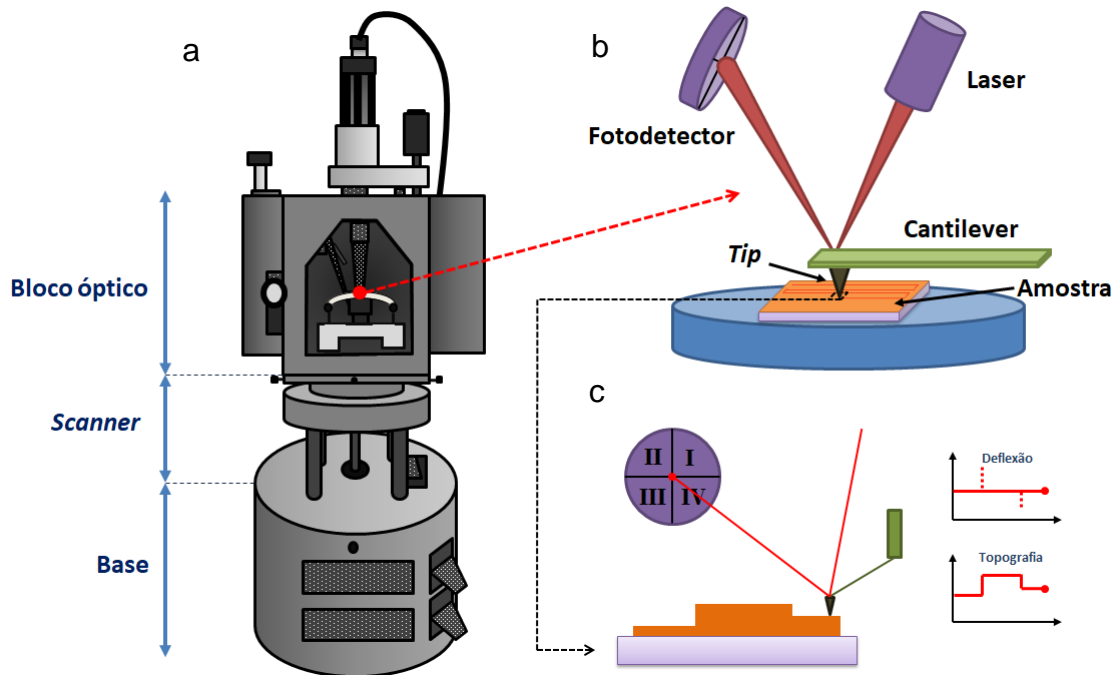 a
Bloco óptico
Scanner
Base
b
Laser
Fotodetector
Cantilever
Tip
Amostra
c
II I
III IV
Deflexão
Topografia